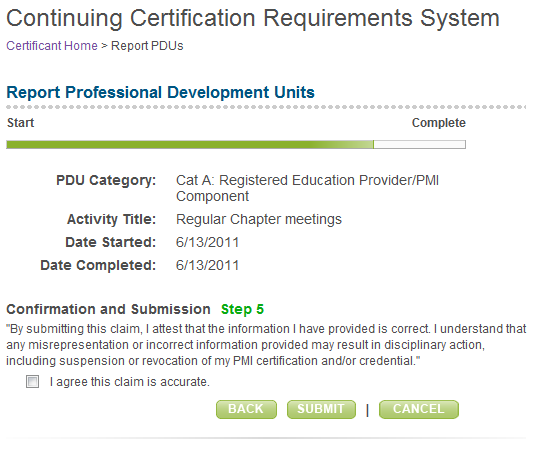 Continuing Certification Requirements System
Certificant Home > Report PDUs
Report Professional Development Units
Start Complete
PDU Category: Cat A: Registered Education Provider/PMI
Component
Activity Title: Regular Chapter meetings
Date Started: 6/13/2011
Date Completed: 6/13/2011
Confirmation and Submission Step 5
"By submitting this claim, I attest that the information I have provided is correct. I understand that
any misrepresentation or incorrect information provided may result in disciplinary action,
including suspension or revocation of my PMI certification and/or credential."
I agree this claim is accurate.
BACK SUBMIT | CANCEL